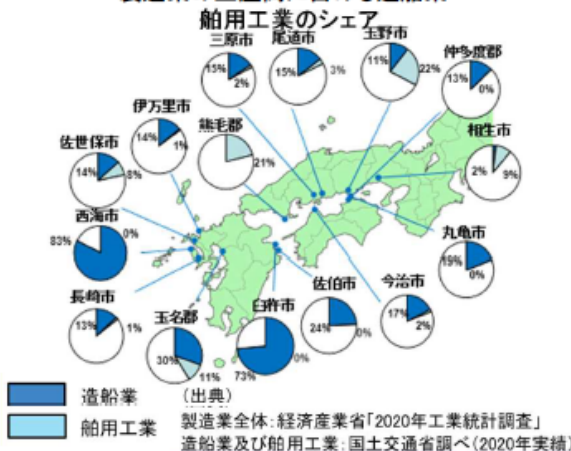 舶用工業のシェア
三原市
15%
2%
尾道市
15%
3%
玉野市
11%
22%
仲多度郡
13%
0%
伊万里市
14%
1%
熊毛郡
21%
相生市
2%
9%
佐世保市
14%
8%
西海市
83%
0%
丸亀市
19%
0%
長崎市
13%
1%
玉名郡
30%
11%
臼杵市
73%
0%
佐伯市
24%
0%
今治市
17%
2%
造船業
(出典)
舶用工業
製造業全体:経済産業省「2020年工業統計調査」
造船業及び舶用工業:国土交通省調べ(2020年実績)